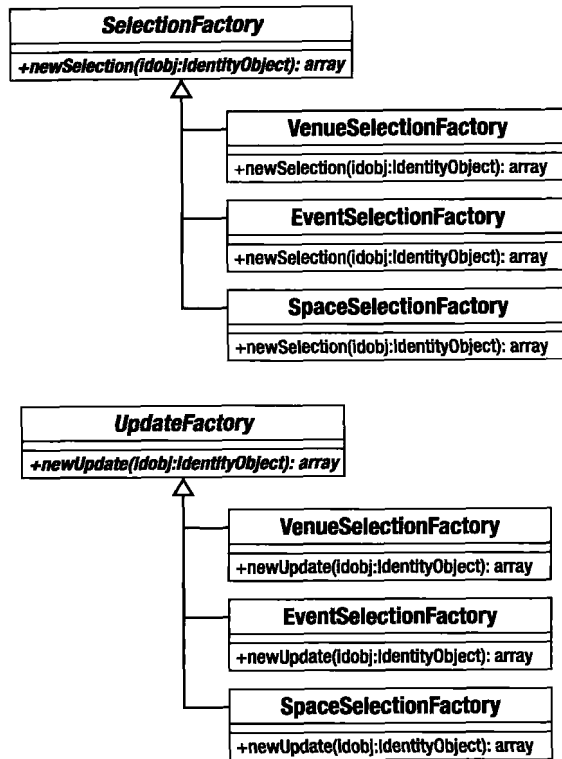 SelectionFactory
+newSelection(idobj:IdentityObject): array
VenueSelectionFactory
+newSelection(idobj:IdentityObject): array
EventSelectionFactory
+newSelection(idobj:IdentityObject): array
SpaceSelectionFactory
+newSelection(idobj:IdentityObject): array
UpdateFactory
+newUpdate(idobj:IdentityObject): array
VenueSelectionFactory
+newUpdate(idobj:IdentityObject): array
EventSelectionFactory
+newUpdate(idobj:IdentityObject): array
SpaceSelectionFactory
+newUpdate(idobj:IdentityObject): array